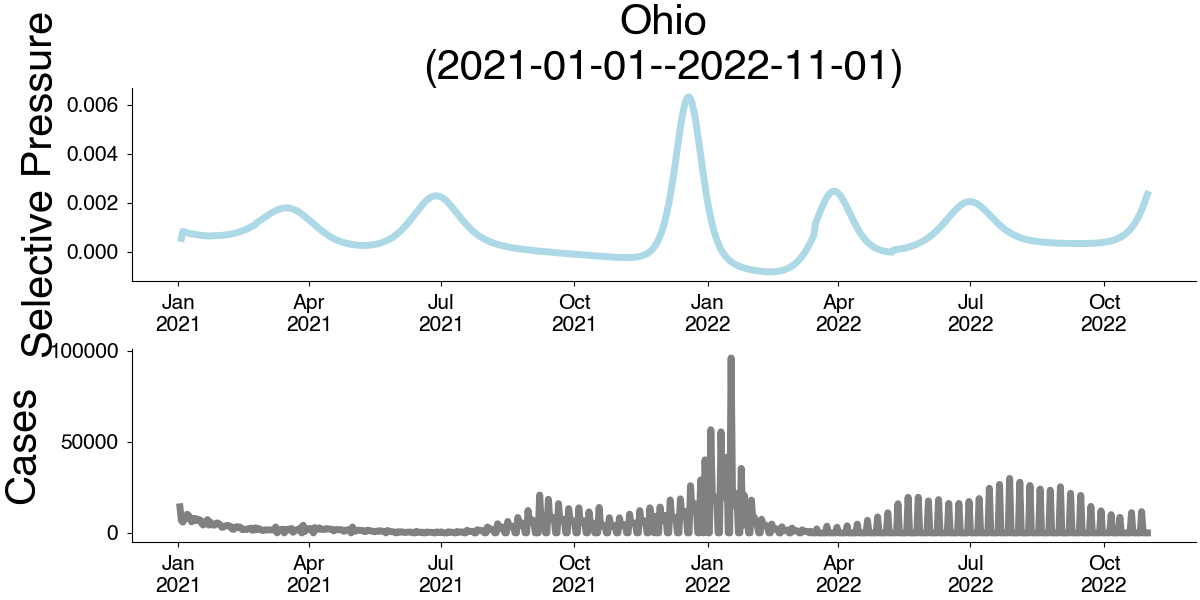 Ohio
(2021-01-01--2022-11-01)
Selective Pressure
0.006
0.004
0.002
0.000
Jan Apr Jul Oct Jan Apr Jul Oct
2021 2021 2021 2021 2022 2022 2022 2022
Cases
100000
50000
0
Jan Apr Jul Oct Jan Apr Jul Oct
2021 2021 2021 2021 2022 2022 2022 2022